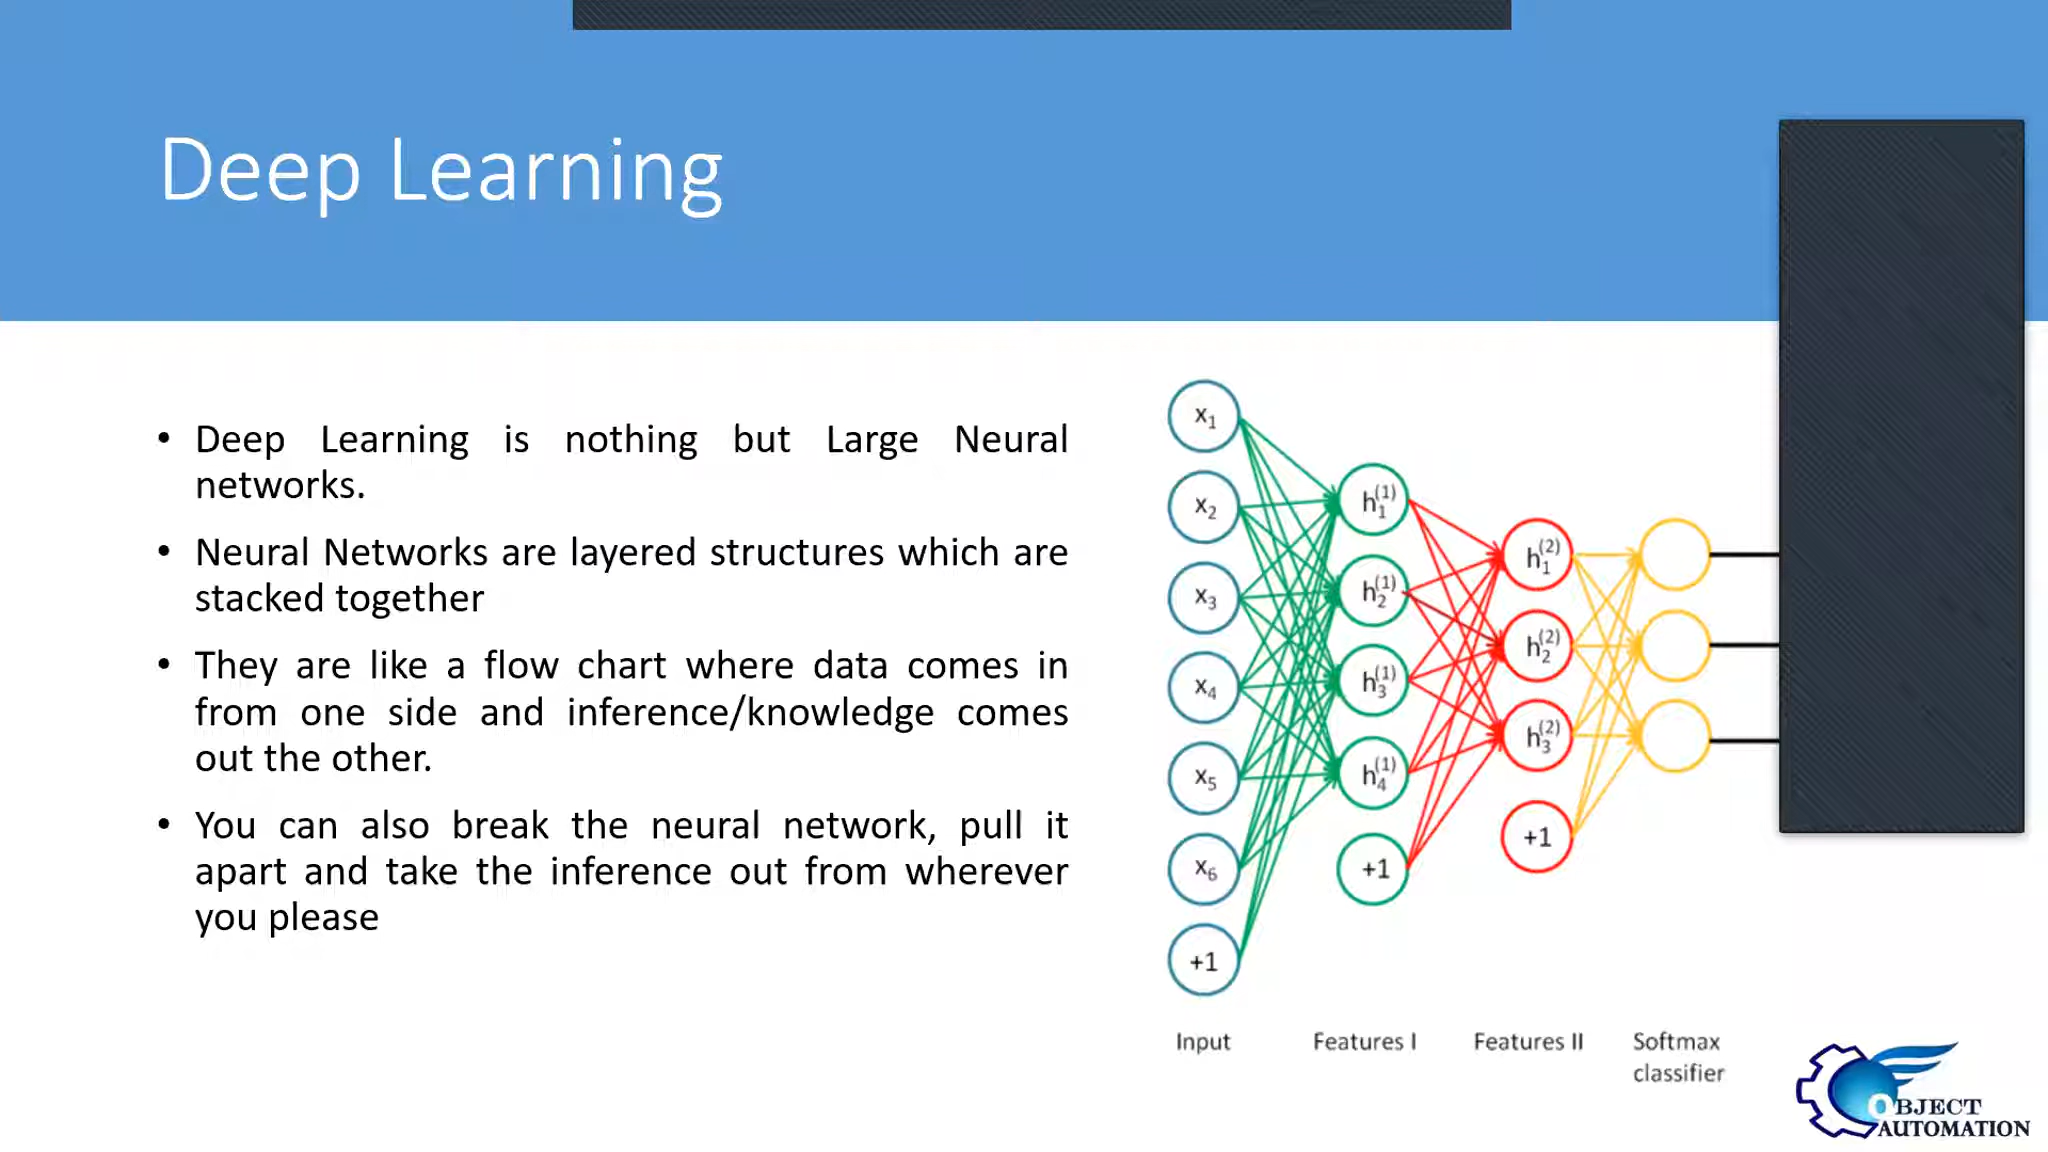 Deep Learning
• Deep Learning is nothing but Large Neural
networks.
• Neural Networks are layered structures which are
stacked together
• They are like a flow chart where data comes in
from one side and inference/knowledge comes
out the other.
• You can also break the neural network, pull it
apart and take the inference out from wherever
you please
x₁
x₂
x₃
x₄
x₅
x₆
+1
h₁⁽¹⁾
h₂⁽¹⁾
h₃⁽¹⁾
h₄⁽¹⁾
+1
h₁⁽²⁾
h₂⁽²⁾
h₃⁽²⁾
+1
Input
Features I
Features II
Softmax
classifier
OBJECT
AUTOMATION